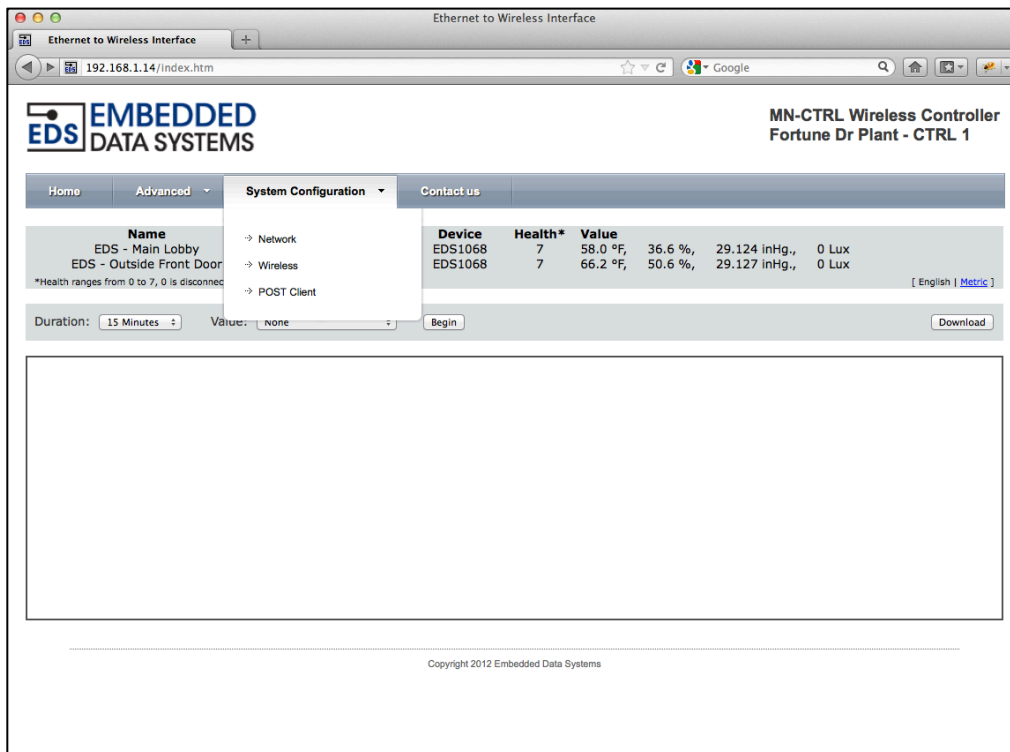 Ethernet to Wireless Interface
EDS Ethernet to Wireless Interface +
EDS 192.168.1.14/index.htm Google
EDS EMBEDDED
DATA SYSTEMS
MN-CTRL Wireless Controller
Fortune Dr Plant - CTRL 1
Home Advanced System Configuration Contact us
Network
Wireless
POST Client
Name Device Health* Value
EDS - Main Lobby EDS1068 7 58.0 °F, 36.6 %, 29.124 inHg., 0 Lux
EDS - Outside Front Door EDS1068 7 66.2 °F, 50.6 %, 29.127 inHg., 0 Lux
*Health ranges from 0 to 7, 0 is disconnec [ English | Metric ]
Duration: 15 Minutes Value: None Begin Download
Copyright 2012 Embedded Data Systems